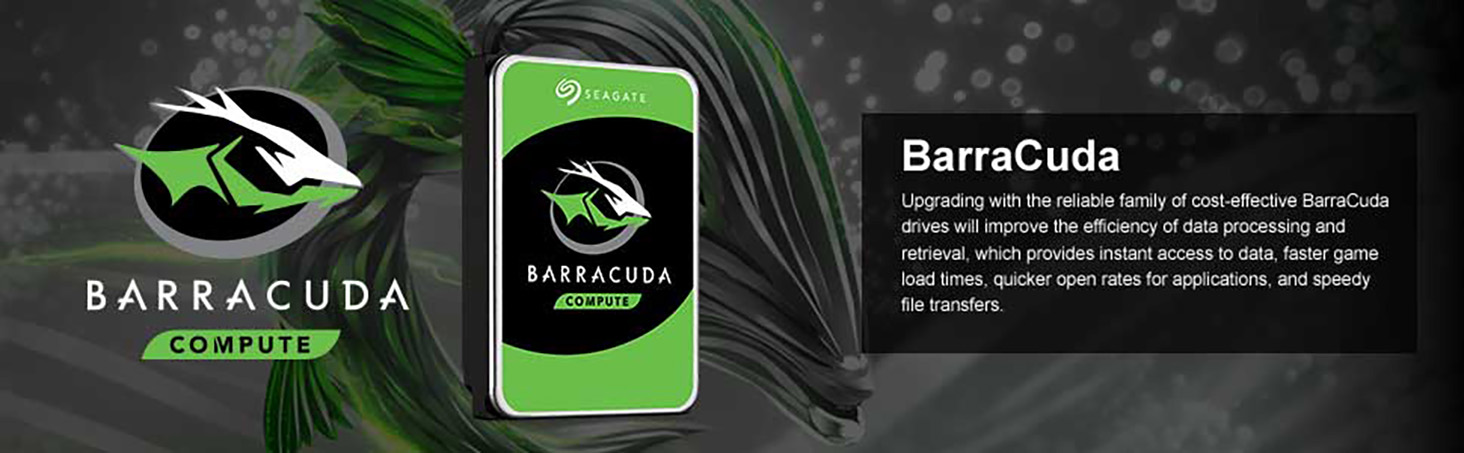 BARRACUDA
COMPUTE
SEAGATE
BARRACUDA
COMPUTE
BarraCuda
Upgrading with the reliable family of cost-effective BarraCuda
drives will improve the efficiency of data processing and
retrieval, which provides instant access to data, faster game
load times, quicker open rates for applications, and speedy
file transfers.